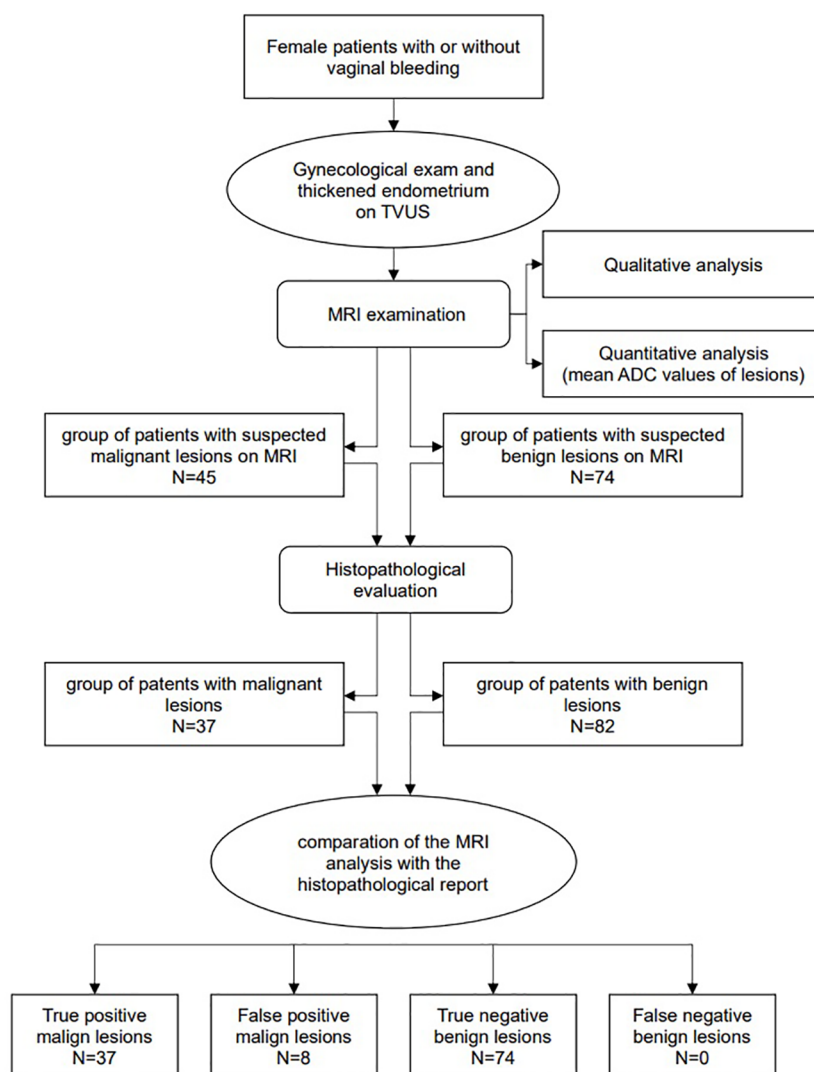 Female patients with or without
vaginal bleeding
Gynecological exam and
thickened endometrium
on TVUS
Qualitative analysis
MRI examination
Quantitative analysis
(mean ADC values of lesions)
group of patients with suspected
malignant lesions on MRI
N=45
group of patients with suspected
benign lesions on MRI
N=74
Histopathological
evaluation
group of patents with malignant
lesions
N=37
group of patents with benign
lesions
N=82
comparation of the MRI
analysis with the
histopathological report
True positive
malign lesions
N=37
False positive
malign lesions
N=8
True negative
benign lesions
N=74
False negative
benign lesions
N=0